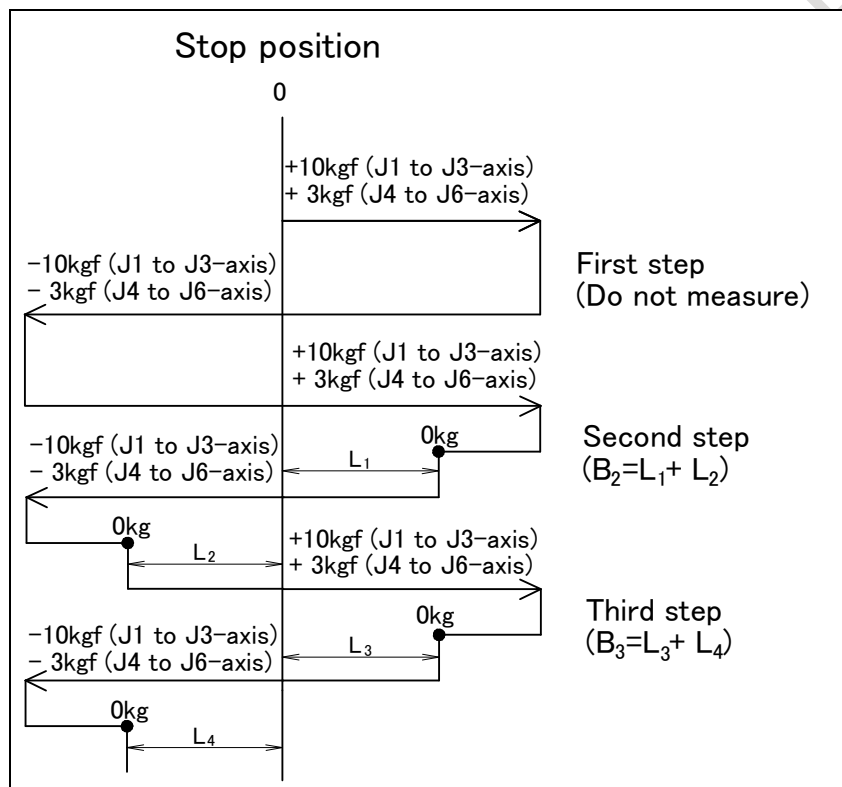 Stop position
0
+10kgf (J1 to J3-axis)
+ 3kgf (J4 to J6-axis)
-10kgf (J1 to J3-axis)
- 3kgf (J4 to J6-axis)
First step
(Do not measure)
+10kgf (J1 to J3-axis)
+ 3kgf (J4 to J6-axis)
0kg
-10kgf (J1 to J3-axis)
- 3kgf (J4 to J6-axis)
L₁
Second step
(B₂=L₁+ L₂)
0kg
L₂
+10kgf (J1 to J3-axis)
+ 3kgf (J4 to J6-axis)
0kg
-10kgf (J1 to J3-axis)
- 3kgf (J4 to J6-axis)
L₃
Third step
(B₃=L₃+ L₄)
0kg
L₄